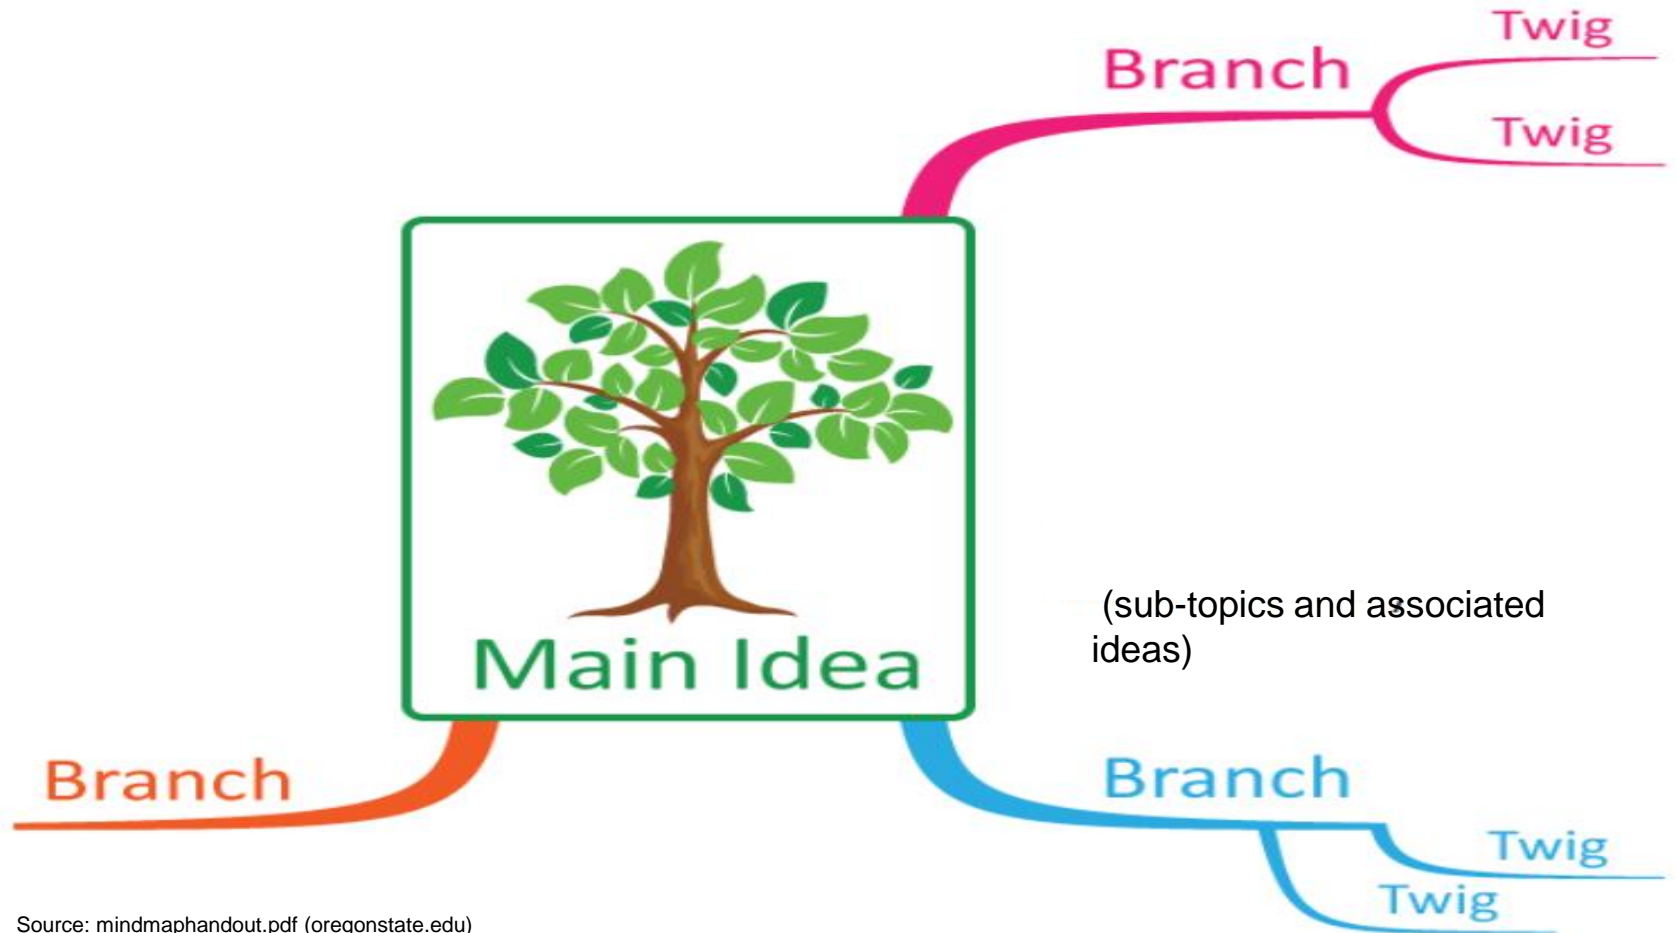 Twig
Branch
Twig
Main Idea
(sub-topics and associated
ideas)
Branch
Branch
Twig
Twig
Source: mindmaphandout.pdf (oregonstate.edu)